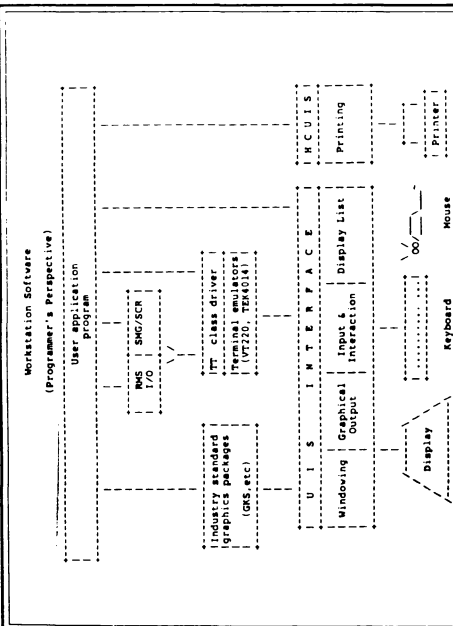 Workstation Software
(Programmer's Perspective)
User application
program
RMS SMG/SCR
I/O
Industry standard
graphics packages
(GKS,etc)
TT class driver
Terminal emulators
(VT220, TEK4014)
U I S I N T E R F A C E
H C U I S
Windowing
Graphical
Output
Input &
Interaction
Display List
Printing
Display
Keyboard
Mouse
Printer